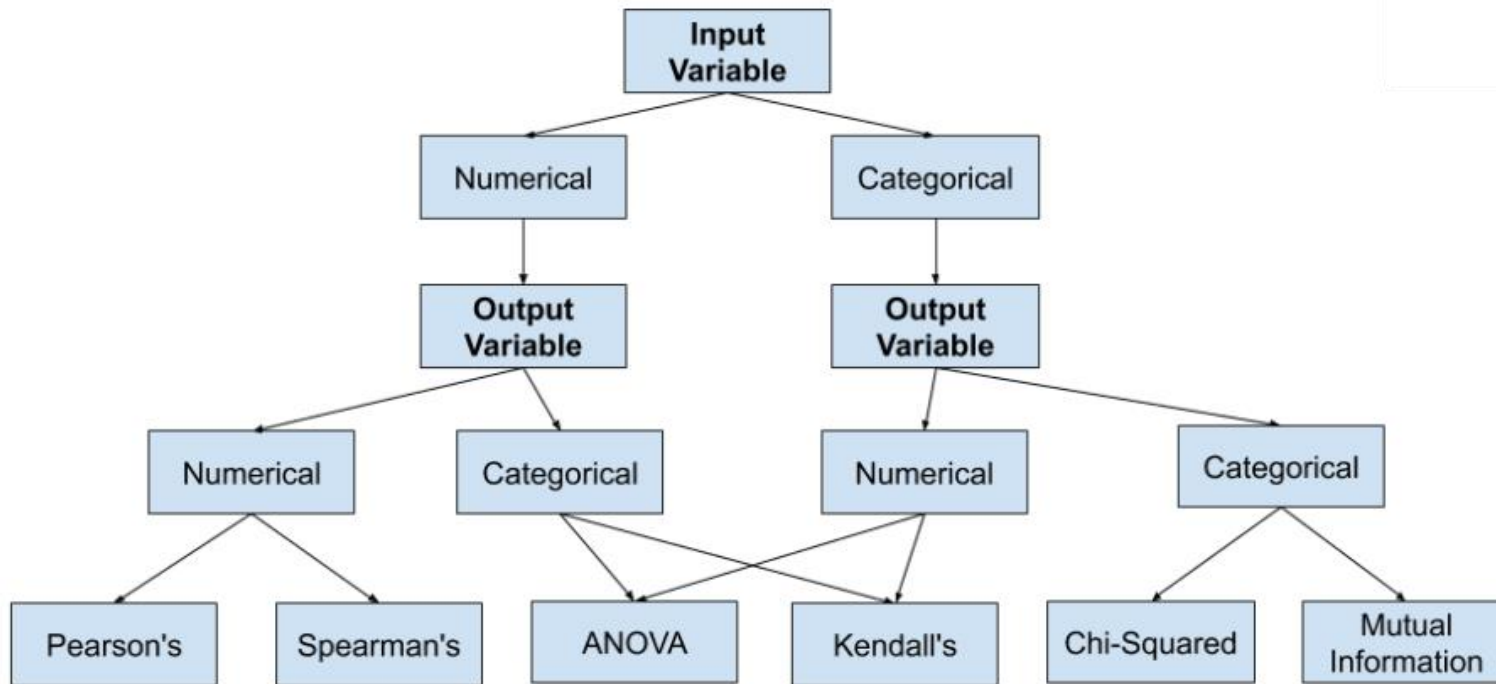 Input
Variable
Numerical
Categorical
Output
Variable
Output
Variable
Numerical
Categorical
Numerical
Categorical
Pearson's
Spearman's
ANOVA
Kendall's
Chi-Squared
Mutual
Information